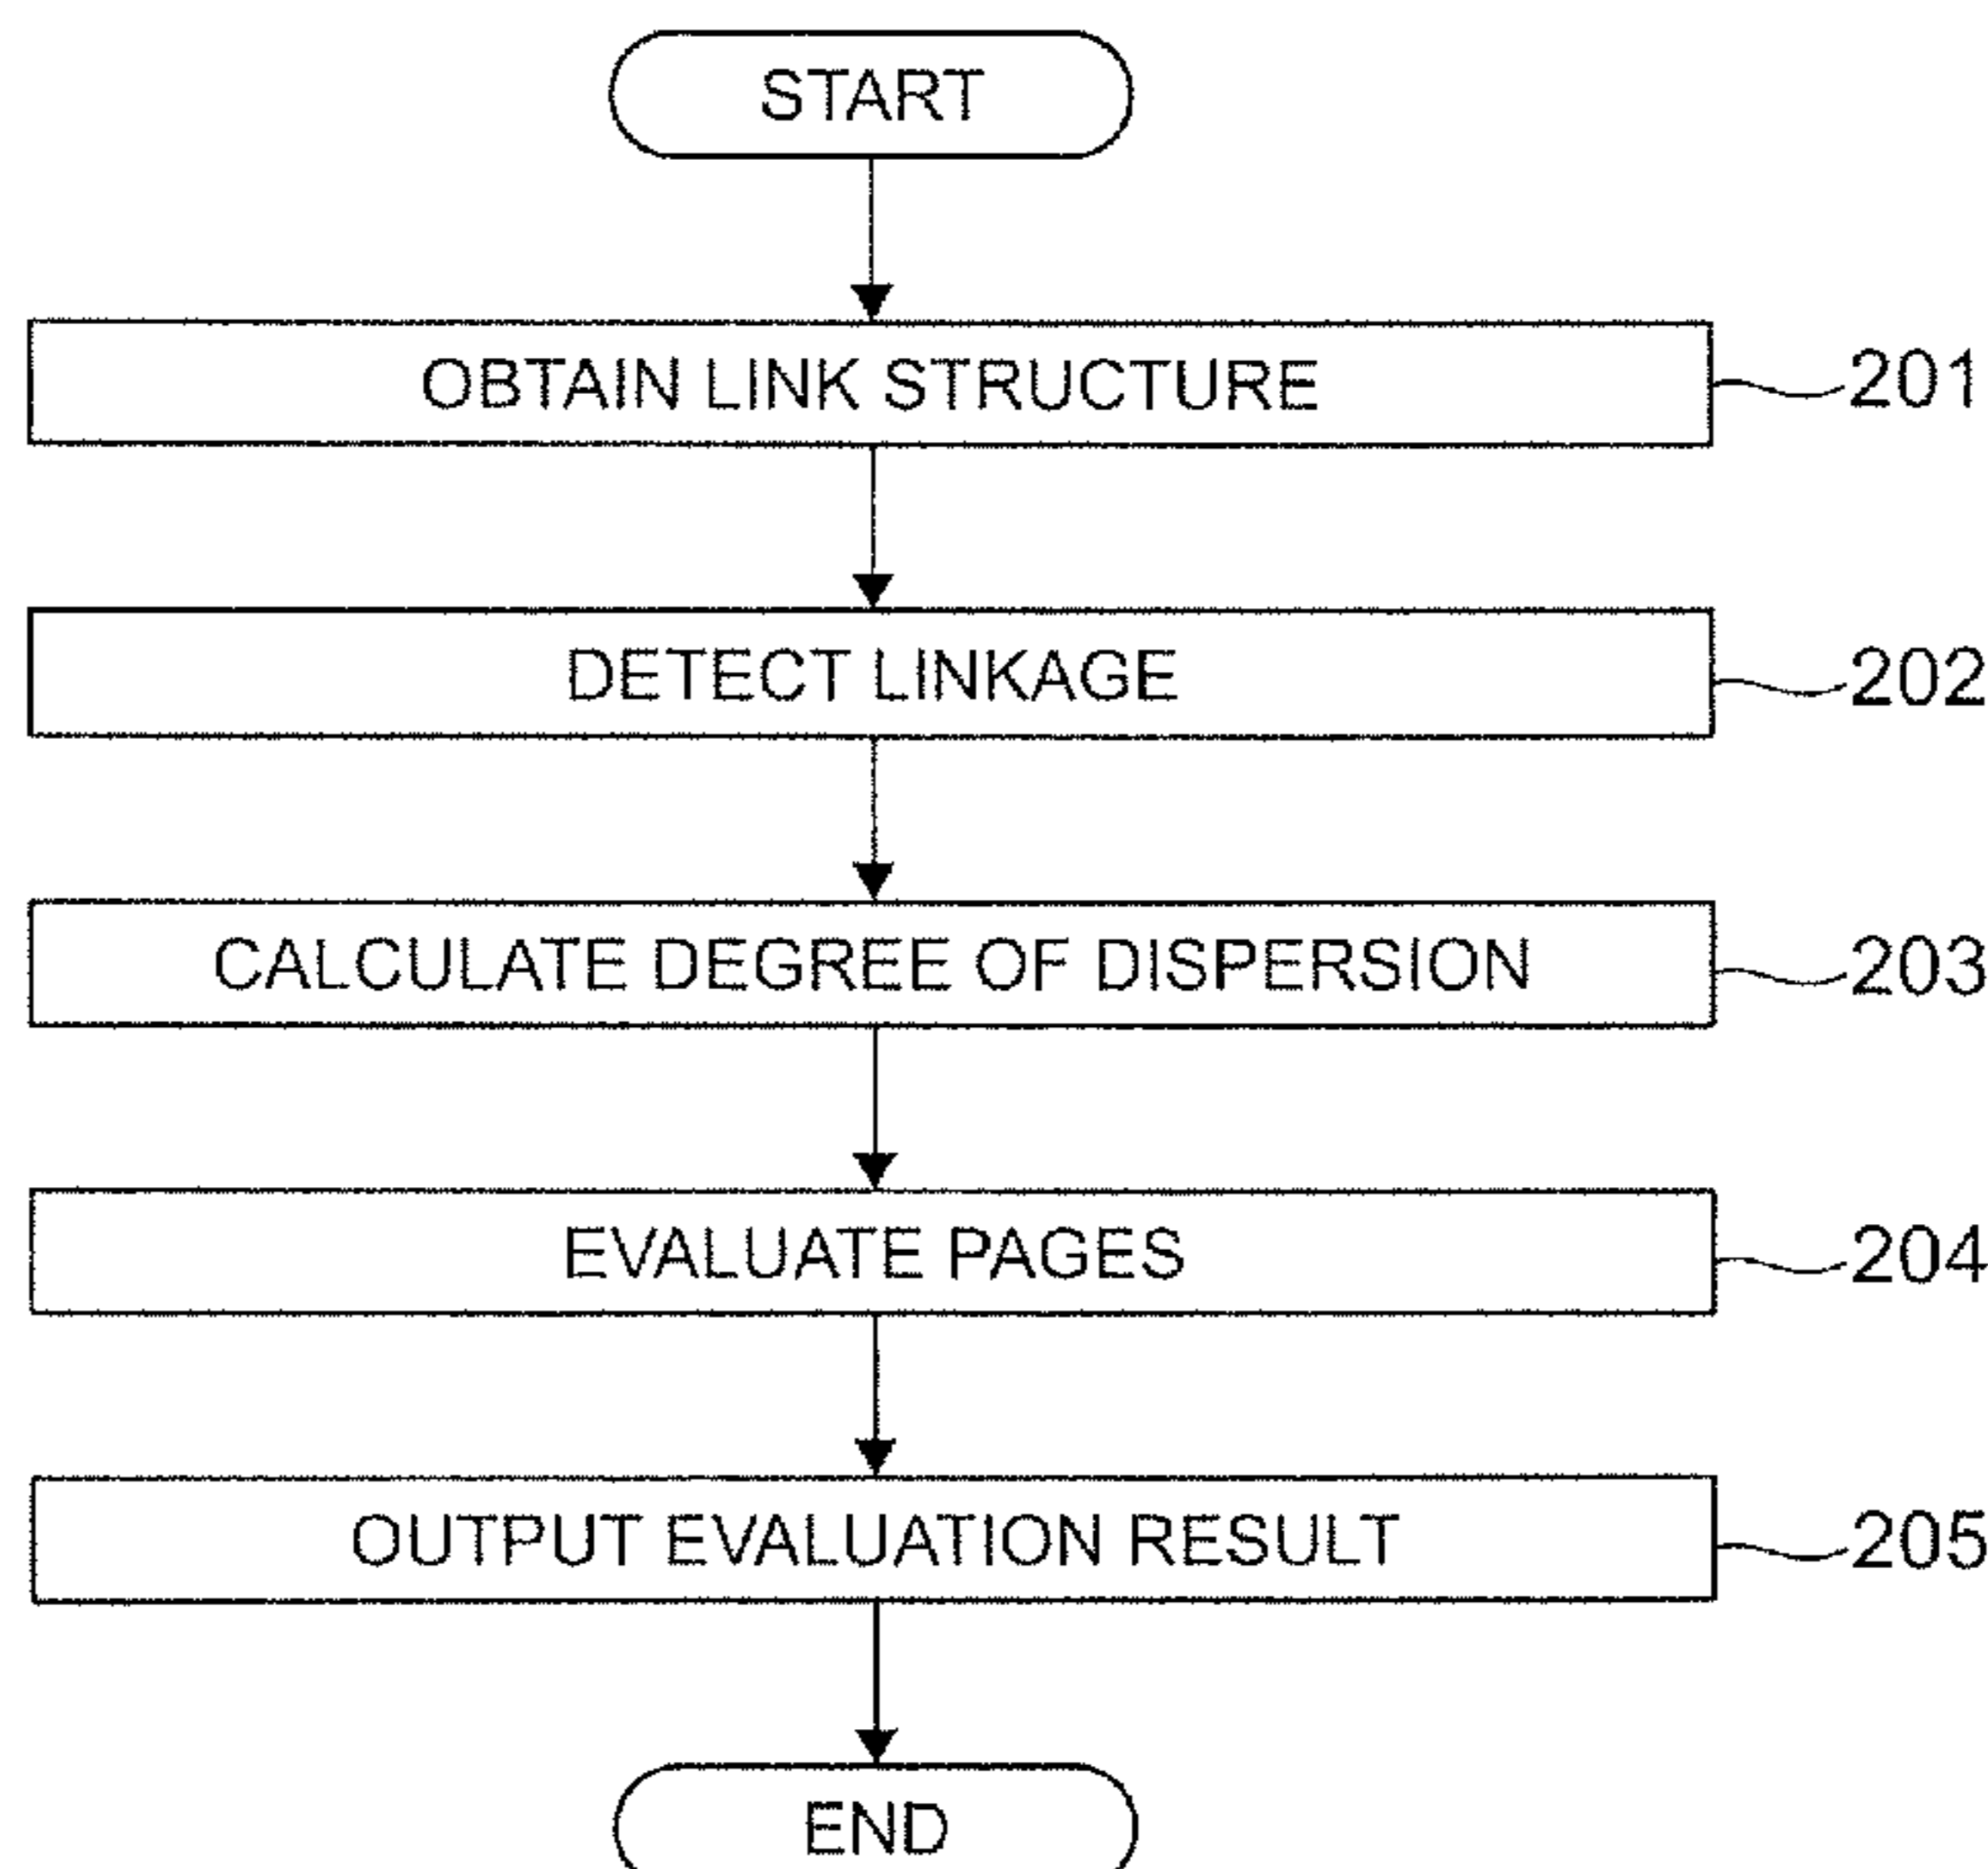 START
OBTAIN LINK STRUCTURE 201
DETECT LINKAGE 202
CALCULATE DEGREE OF DISPERSION 203
EVALUATE PAGES 204
OUTPUT EVALUATION RESULT 205
END